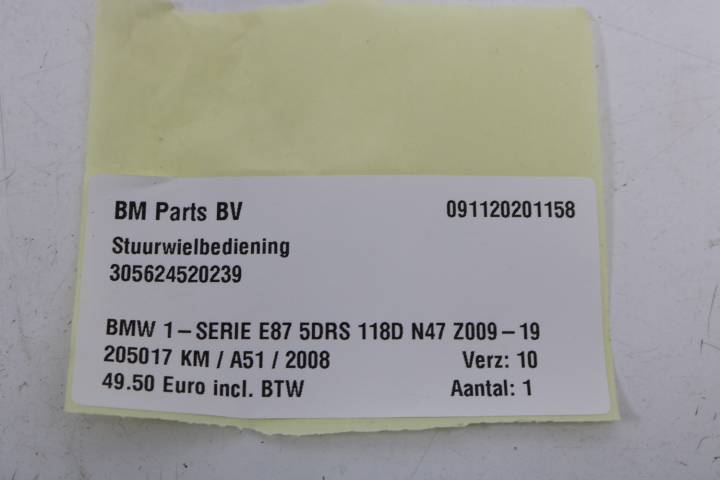 BM Parts BV 091120201158
Stuurwielbediening
305624520239
BMW 1-SERIE E87 5DRS 118D N47 Z009-19
205017 KM / A51 / 2008 Verz: 10
49.50 Euro incl. BTW Aantal: 1